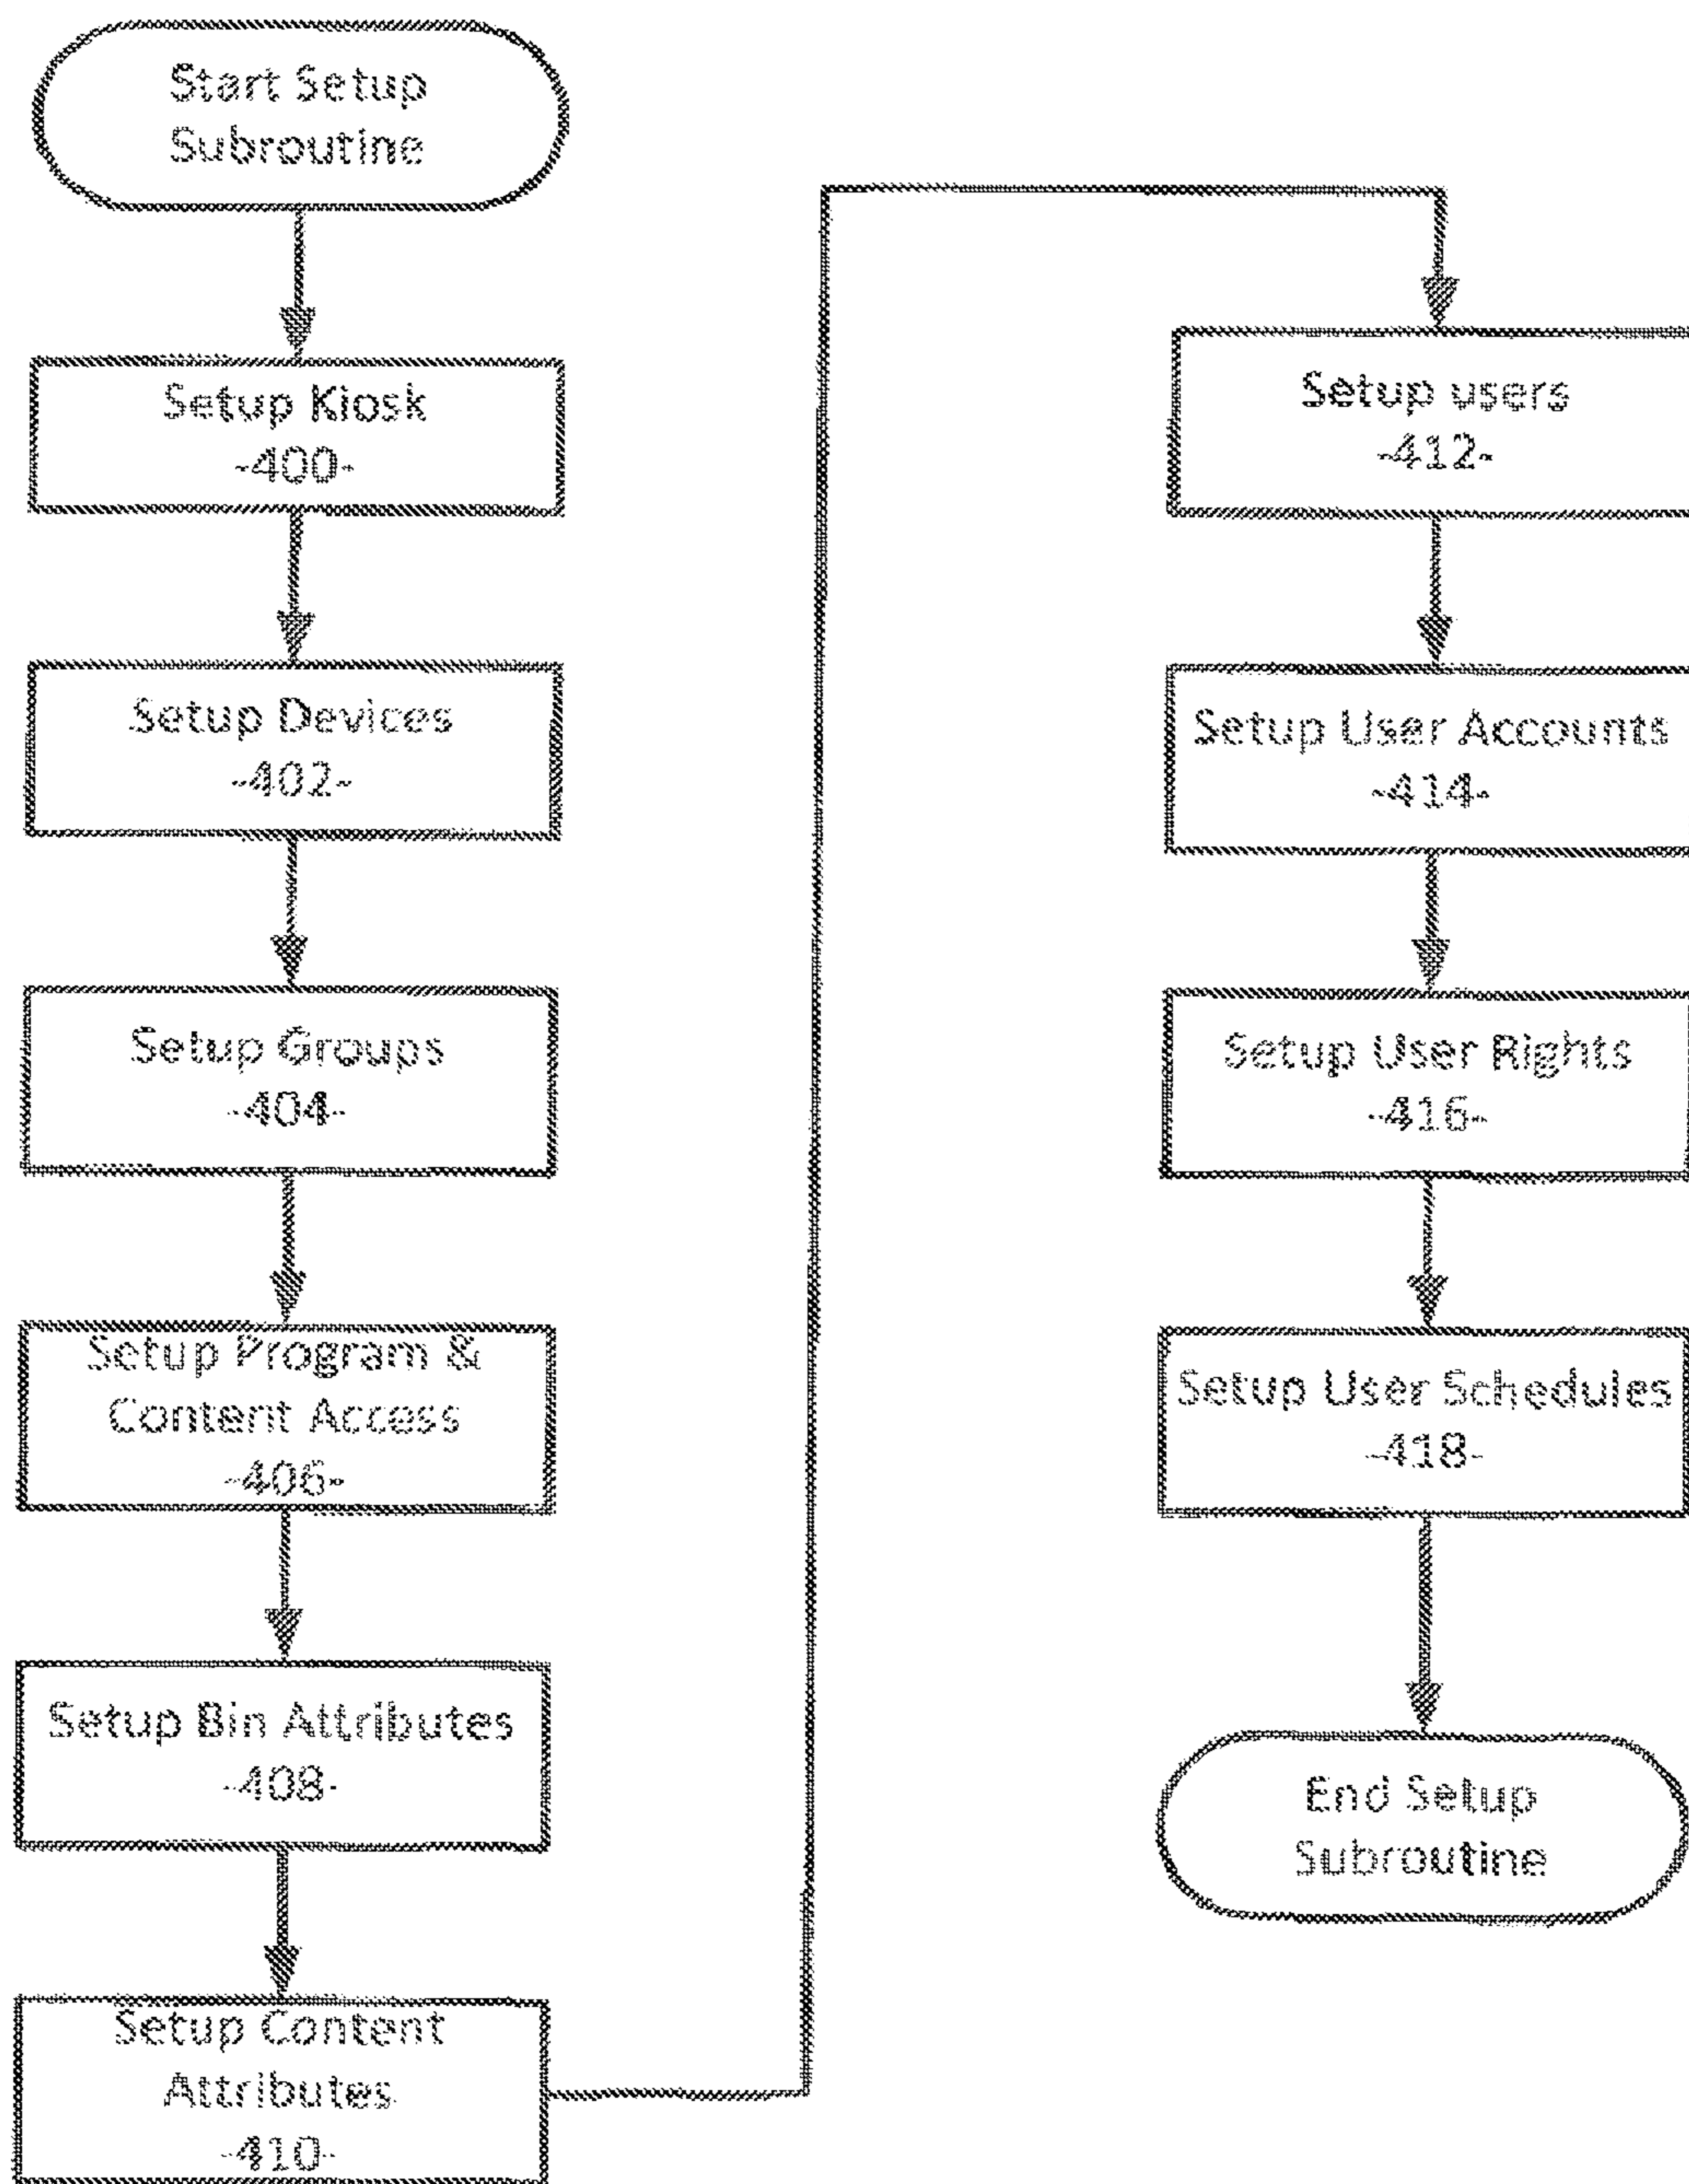 Start Setup
Subroutine
Setup Kiosk
-400-
Setup Devices
-402-
Setup Groups
-404-
Setup Program &
Content Access
-406-
Setup Bin Attributes
-408-
Setup Content
Attributes
-410-
Setup users
-412-
Setup User Accounts
-414-
Setup User Rights
-416-
Setup User Schedules
-418-
End Setup
Subroutine